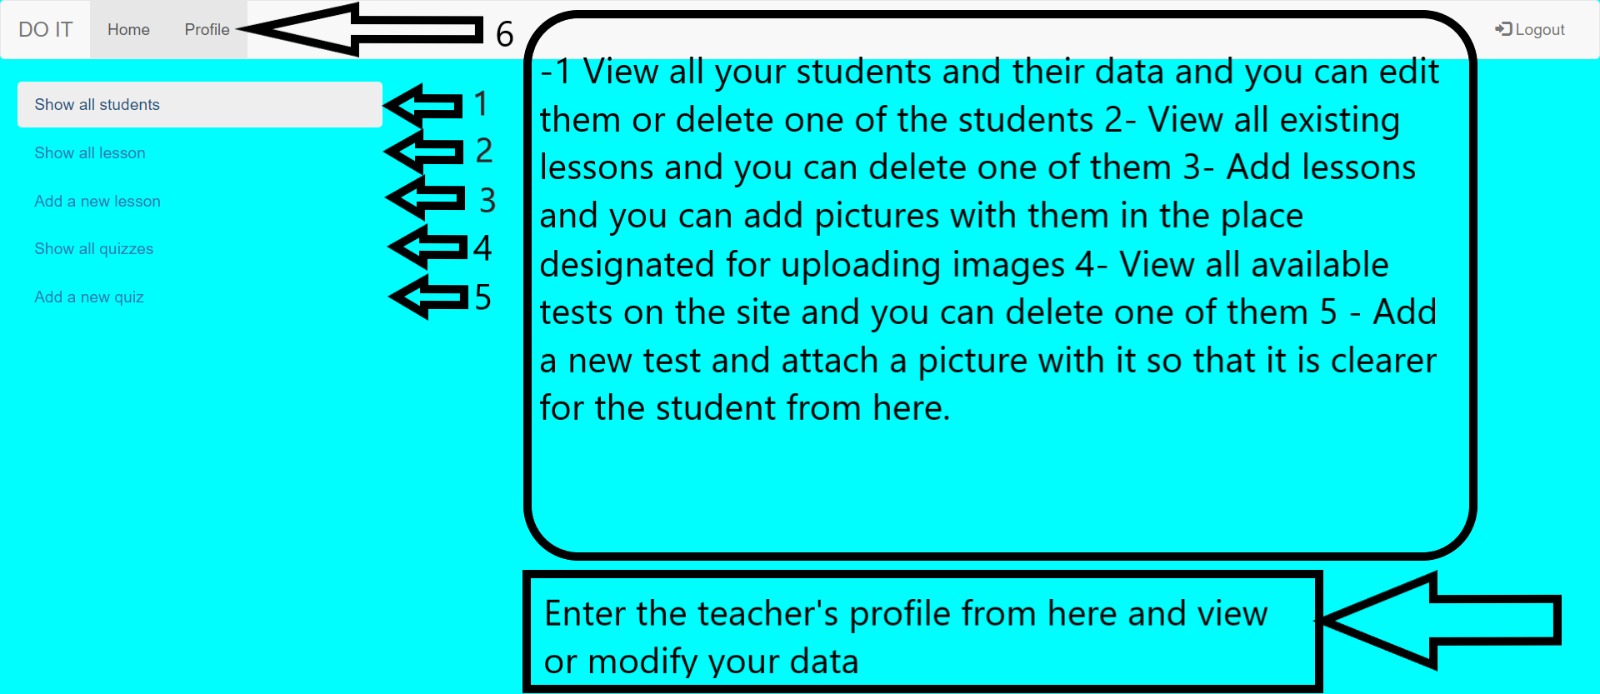 DO IT Home Profile 6 Logout
Show all students 1
Show all lesson 2
Add a new lesson 3
Show all quizzes 4
Add a new quiz 5
-1 View all your students and their data and you can edit
them or delete one of the students 2- View all existing
lessons and you can delete one of them 3- Add lessons
and you can add pictures with them in the place
designated for uploading images 4- View all available
tests on the site and you can delete one of them 5 - Add
a new test and attach a picture with it so that it is clearer
for the student from here.
Enter the teacher's profile from here and view
or modify your data